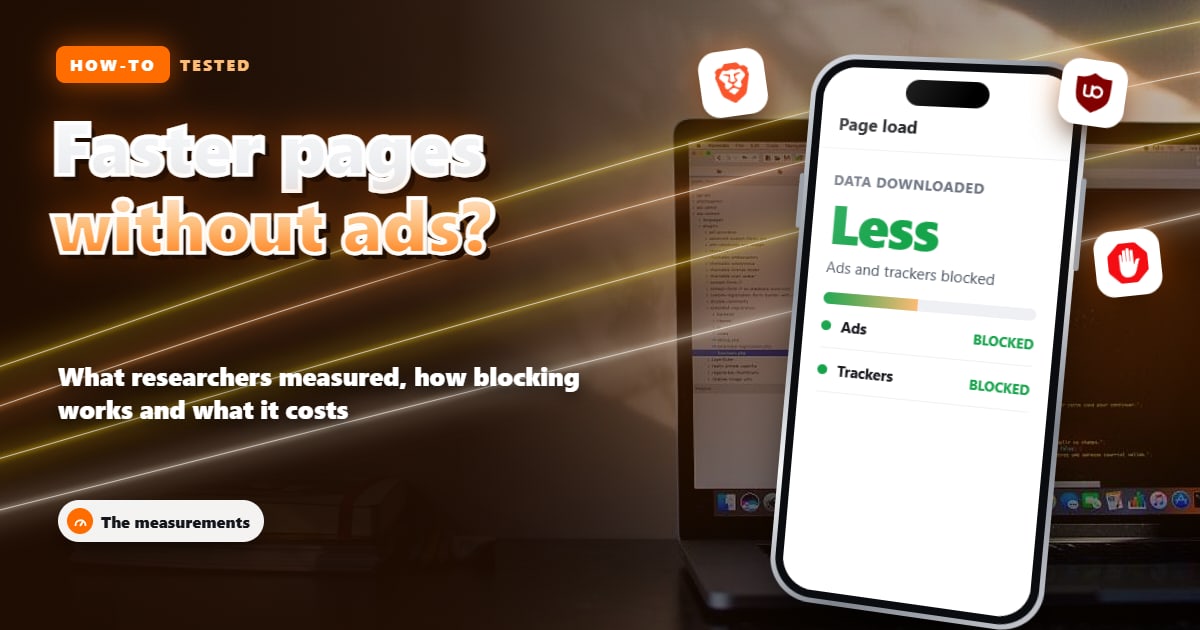 HOW-TO TESTED
Faster pages
without ads?
What researchers measured, how blocking
works and what it costs
The measurements
Page load
DATA DOWNLOADED
Less
Ads and trackers blocked
Ads BLOCKED
Trackers BLOCKED